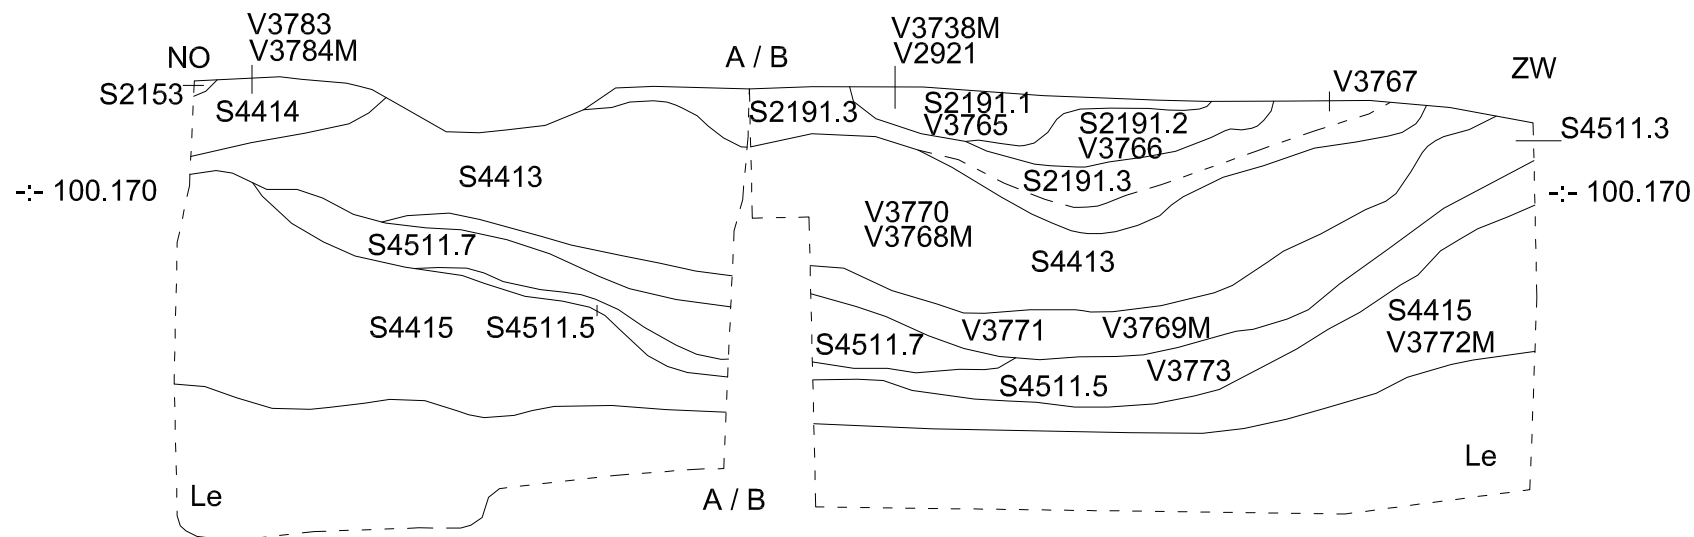 V3783
V3784M
NO
S2153
S4414
A / B
V3738M
V2921
V3767
ZW
S2191.3
S2191.1
V3765
S2191.2
V3766
S4511.3
S4413
S2191.3
-:- 100.170
-:- 100.170
V3770
V3768M
S4413
S4511.7
S4415
S4511.5
S4511.7
V3771
V3769M
S4415
V3772M
S4511.5
V3773
Le
A / B
Le